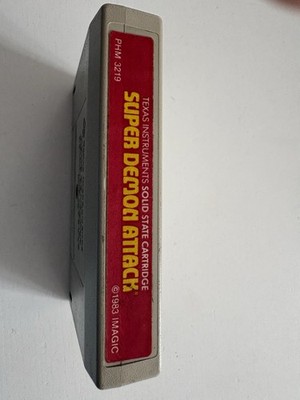 PHM 3219
TEXAS INSTRUMENTS SOLID STATE CARTRIDGE
SUPER DEMON ATTACK
©1983 IMAGIC